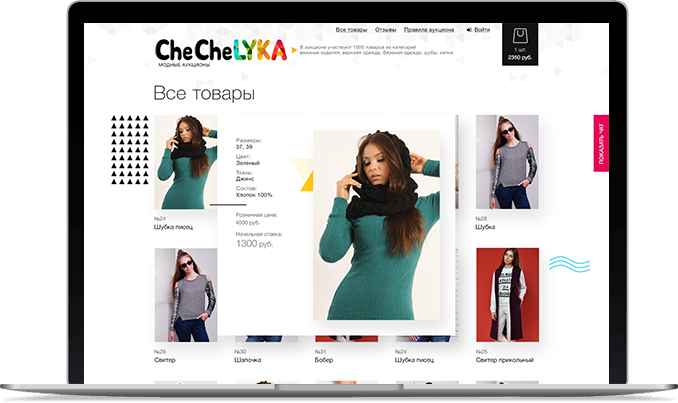 Все товары
Отзывы
Правила аукциона
Войти
CheCheLYKA
МОДНЫЕ АУКЦИОНЫ
В аукционе участвуют 1000 товаров из категорий
вязаные изделия, верхняя одежда, Вязаная одежда, шубы, кепки
1 шт.
2350 руб.
Все товары
ПОКАЗАТЬ ЧАТ
Размеры:
37, 39
Цвет:
Зеленый
Ткань:
Джинс
Состав:
Хлопок 100%
Розничная цена:
4500 руб.
Начальная ставка:
1300 руб.
№24
Шубка писец
№28
Шубка
№29
Свитер
№30
Шапочка
№31
Бобер
№24
Шубка писец
№25
Свитер прикольный